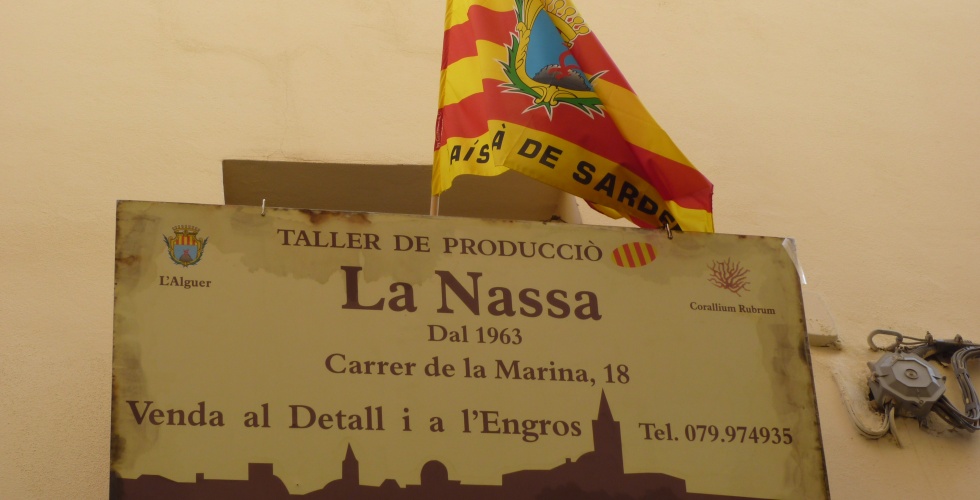 AÍS À DE SARD
TALLER DE PRODUCCIÒ
L'Alguer
La Nassa
Corallium Rubrum
Dal 1963
Carrer de la Marina, 18
Venda al Detall i a l'Engros
Tel. 079.974935